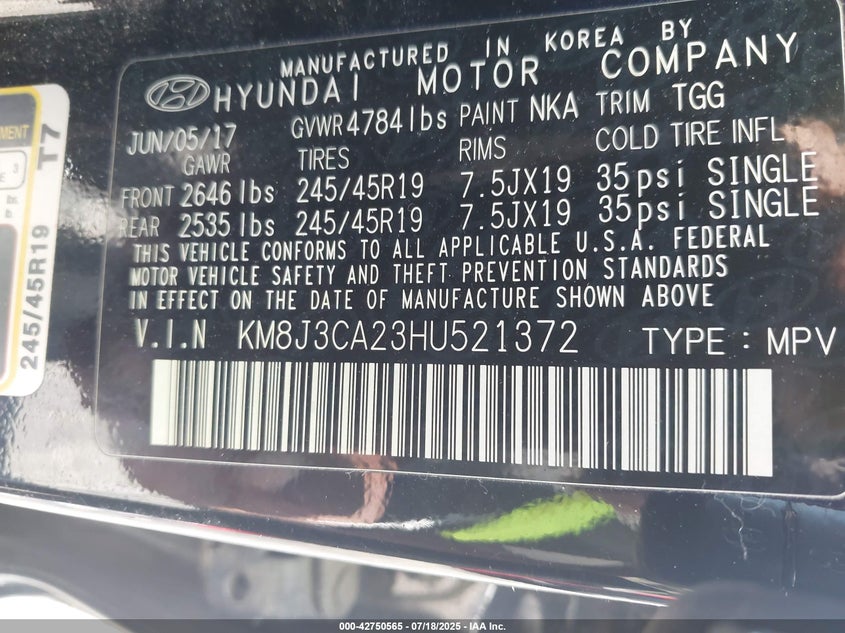 MANUFACTURED IN KOREA BY
HYUNDAI MOTOR COMPANY
JUN/05/17 GVWR 4784 lbs PAINT NKA TRIM TGG
GAWR TIRES RIMS COLD TIRE INFL
FRONT 2646 lbs 245/45R19 7.5JX19 35psi SINGLE
REAR 2535 lbs 245/45R19 7.5JX19 35psi SINGLE
THIS VEHICLE CONFORMS TO ALL APPLICABLE U.S.A. FEDERAL
MOTOR VEHICLE SAFETY AND THEFT PREVENTION STANDARDS
IN EFFECT ON THE DATE OF MANUFACTURE SHOWN ABOVE
V.I.N KM8J3CA23HU521372 TYPE : MPV
T7
245/45R19
000-42750565 - 07/18/2025 - IAA Inc.